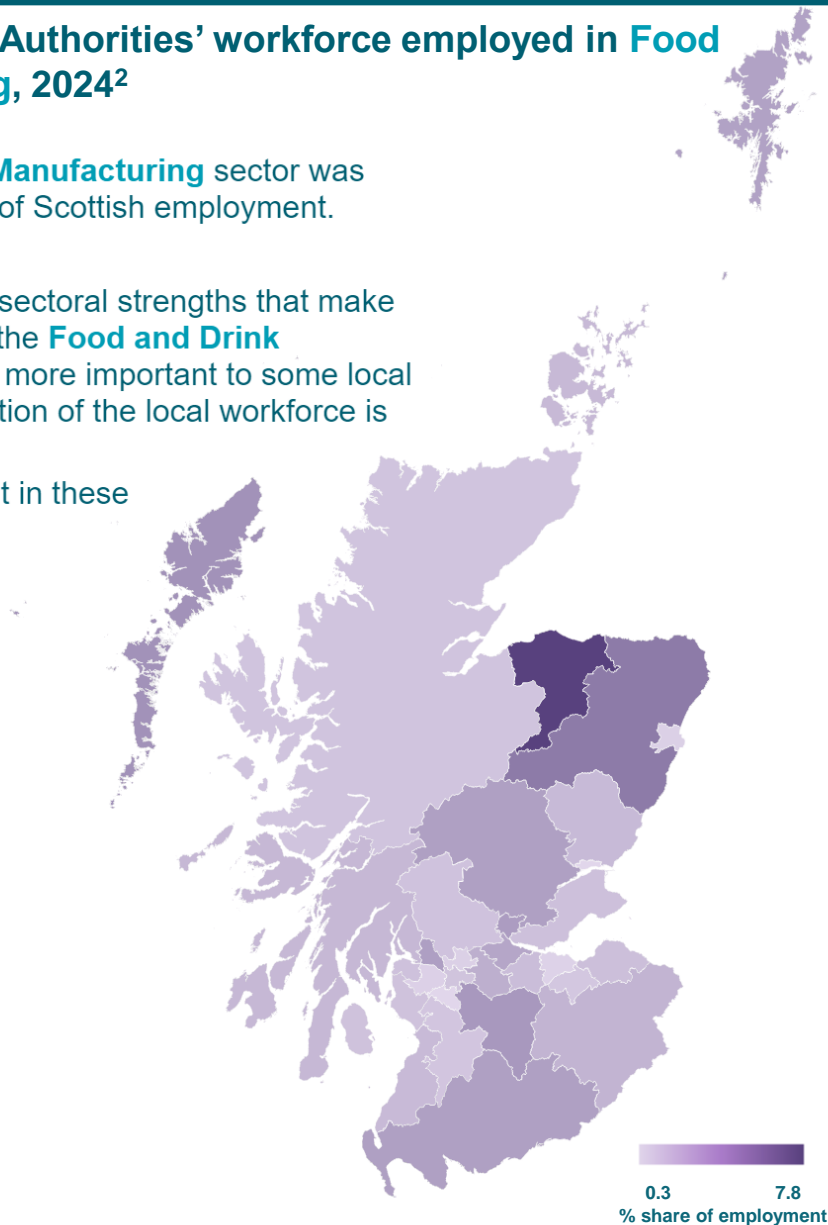 Authorities’ workforce employed in Food
g, 2024²
Manufacturing sector was
of Scottish employment.
sectoral strengths that make
the Food and Drink
more important to some local
tion of the local workforce is
t in these
0.3 7.8
% share of employment